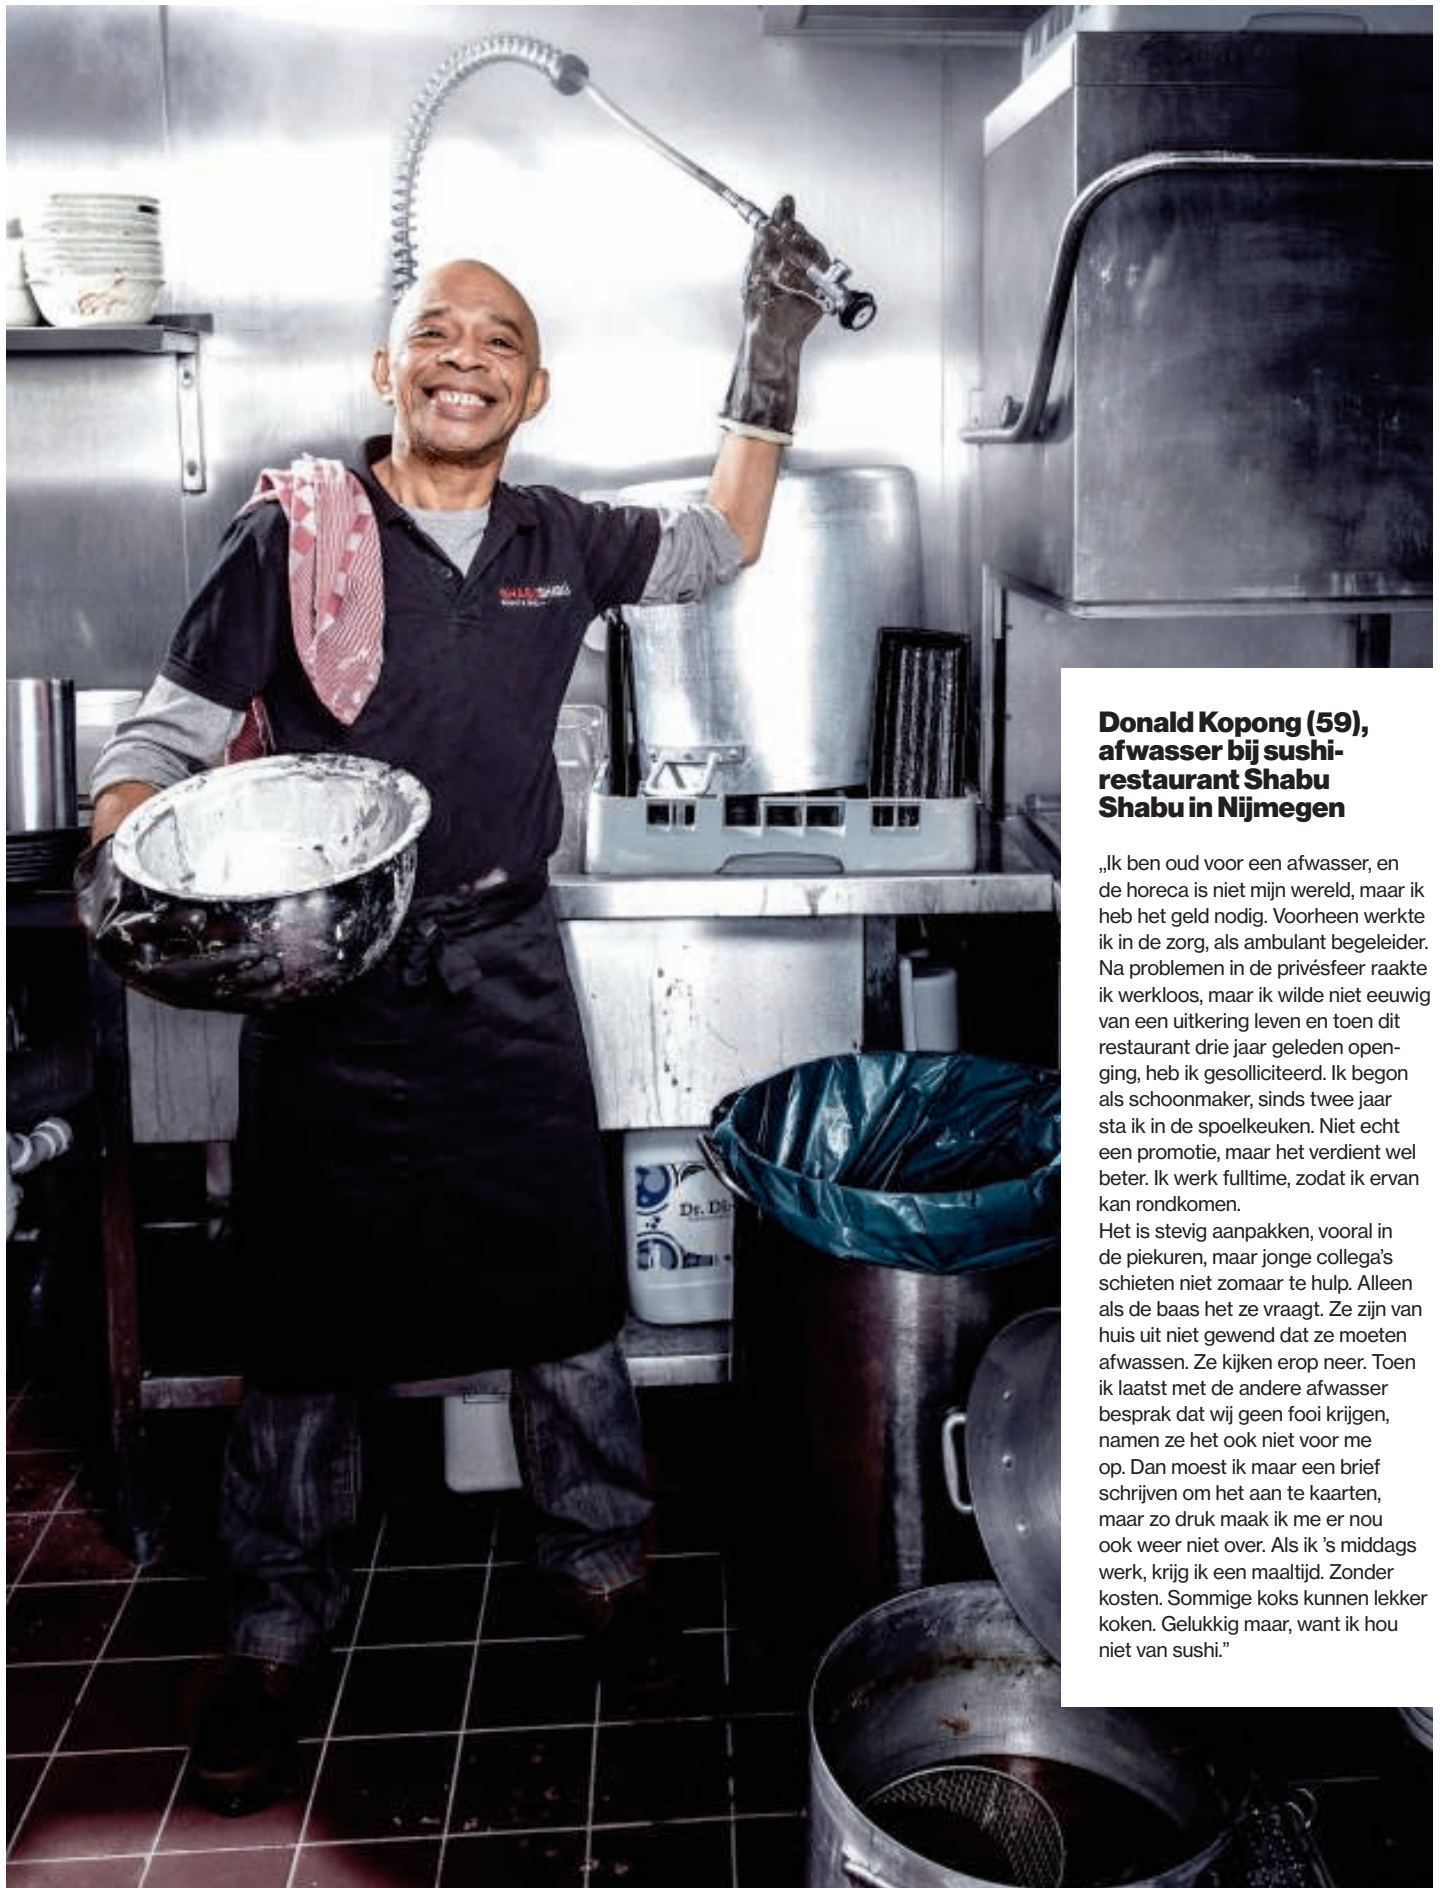 SHABUSHABU
Dr. D
Donald Kopong (59),
afwasser bij sushi-
restaurant Shabu
Shabu in Nijmegen
„Ik ben oud voor een afwasser, en
de horeca is niet mijn wereld, maar ik
heb het geld nodig. Voorheen werkte
ik in de zorg, als ambulant begeleider.
Na problemen in de privésfeer raakte
ik werkloos, maar ik wilde niet eeuwig
van een uitkering leven en toen dit
restaurant drie jaar geleden open-
ging, heb ik gesolliciteerd. Ik begon
als schoonmaker, sinds twee jaar
sta ik in de spoelkeuken. Niet echt
een promotie, maar het verdient wel
beter. Ik werk fulltime, zodat ik ervan
kan rondkomen.
Het is stevig aanpakken, vooral in
de piekuren, maar jonge collega's
schieten niet zomaar te hulp. Alleen
als de baas het ze vraagt. Ze zijn van
huis uit niet gewend dat ze moeten
afwassen. Ze kijken erop neer. Toen
ik laatst met de andere afwasser
besprak dat wij geen fooi krijgen,
namen ze het ook niet voor me
op. Dan moest ik maar een brief
schrijven om het aan te kaarten,
maar zo druk maak ik me er nou
ook weer niet over. Als ik 's middags
werk, krijg ik een maaltijd. Zonder
kosten. Sommige koks kunnen lekker
koken. Gelukkig maar, want ik hou
niet van sushi.”